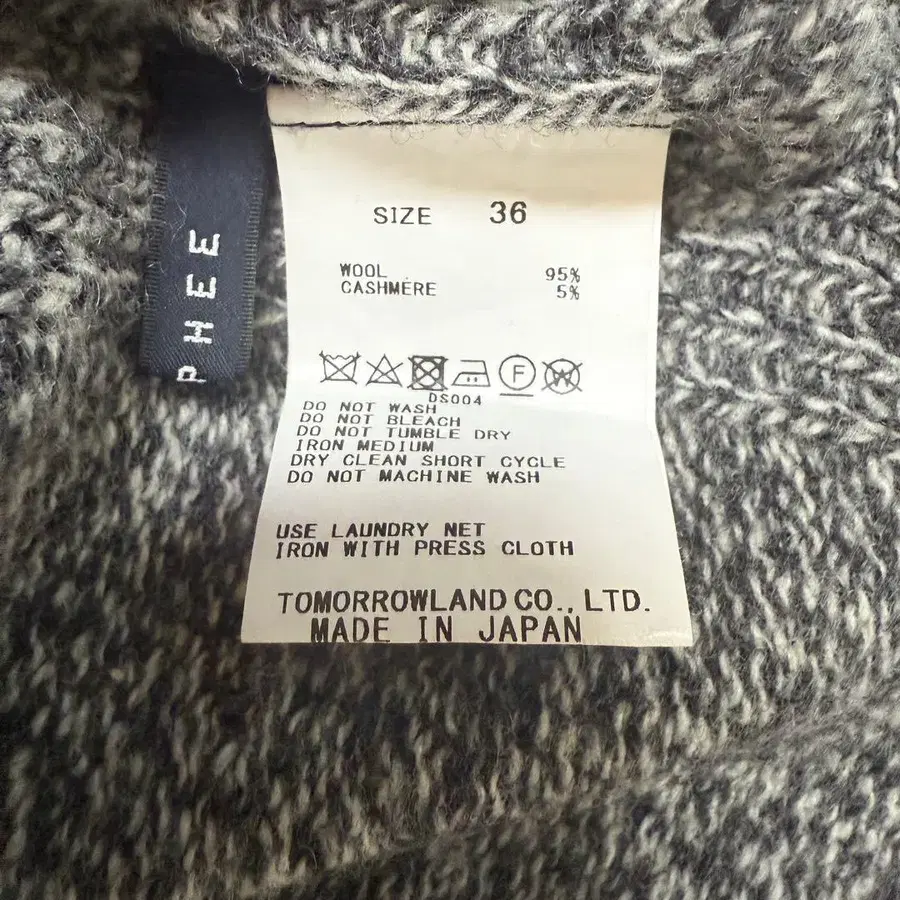 PHEE
SIZE 36
WOOL 95%
CASHMERE 5%
F W
DS004
DO NOT WASH
DO NOT BLEACH
DO NOT TUMBLE DRY
IRON MEDIUM
DRY CLEAN SHORT CYCLE
DO NOT MACHINE WASH
USE LAUNDRY NET
IRON WITH PRESS CLOTH
TOMORROWLAND CO., LTD.
MADE IN JAPAN